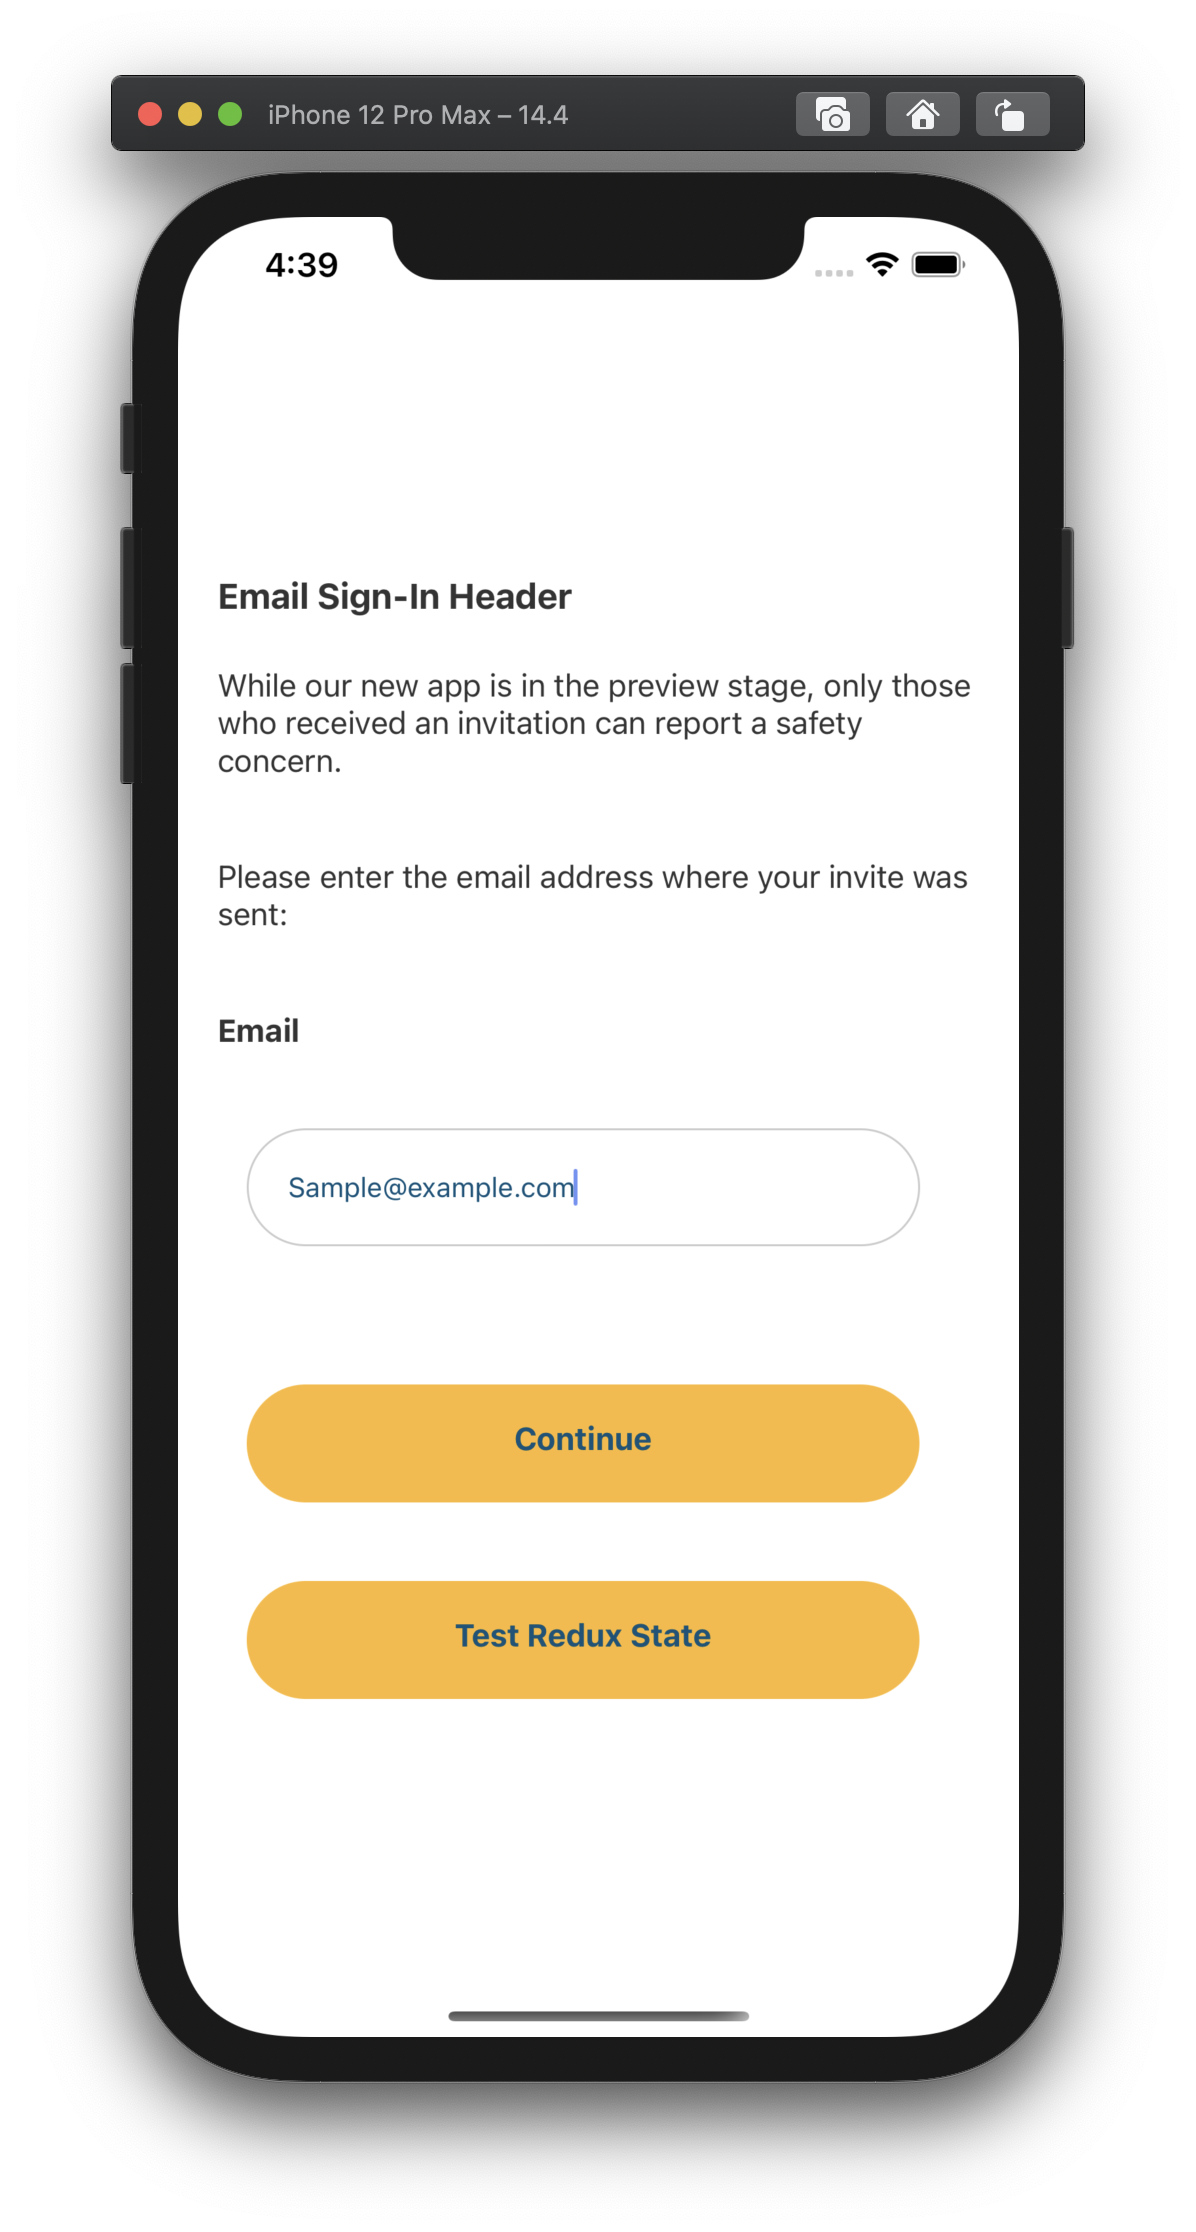 iPhone 12 Pro Max – 14.4
4:39
Email Sign-In Header
While our new app is in the preview stage, only those
who received an invitation can report a safety
concern.
Please enter the email address where your invite was
sent:
Email
Sample@example.com
Continue
Test Redux State